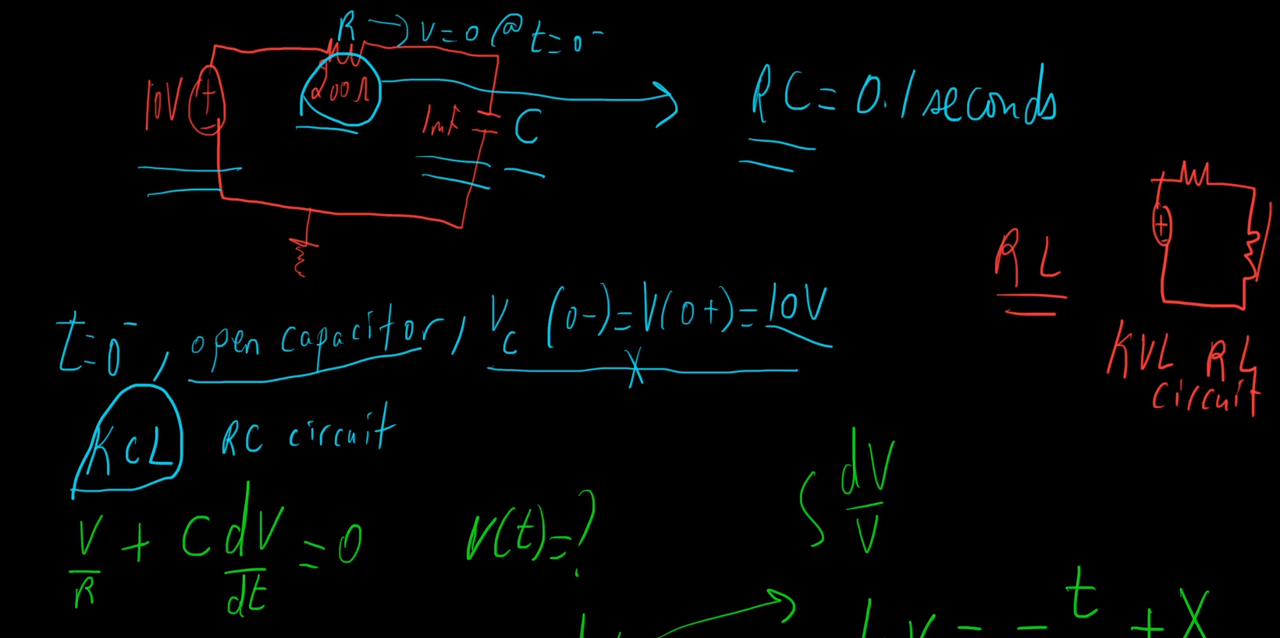 R → V = 0 @ t = 0⁻
10V
+
200Ω
1mF
C
RC = 0.1 seconds
RL
+
KVL RL
circuit
t = 0⁻, open capacitor, Vc (0-) = V(0+) = 10V
KCL RC circuit
V/R + C dV/dt = 0
V(t) = ?
∫ dV/V
V = - t + X